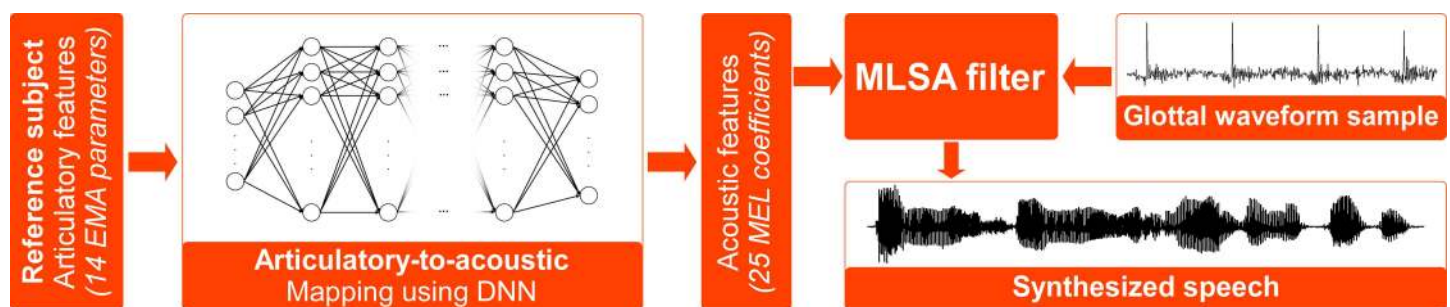 Reference subject
Articulatory features
(14 EMA parameters)
...
...
Articulatory-to-acoustic
Mapping using DNN
Acoustic features
(25 MEL coefficients)
MLSA filter
Glottal waveform sample
Synthesized speech